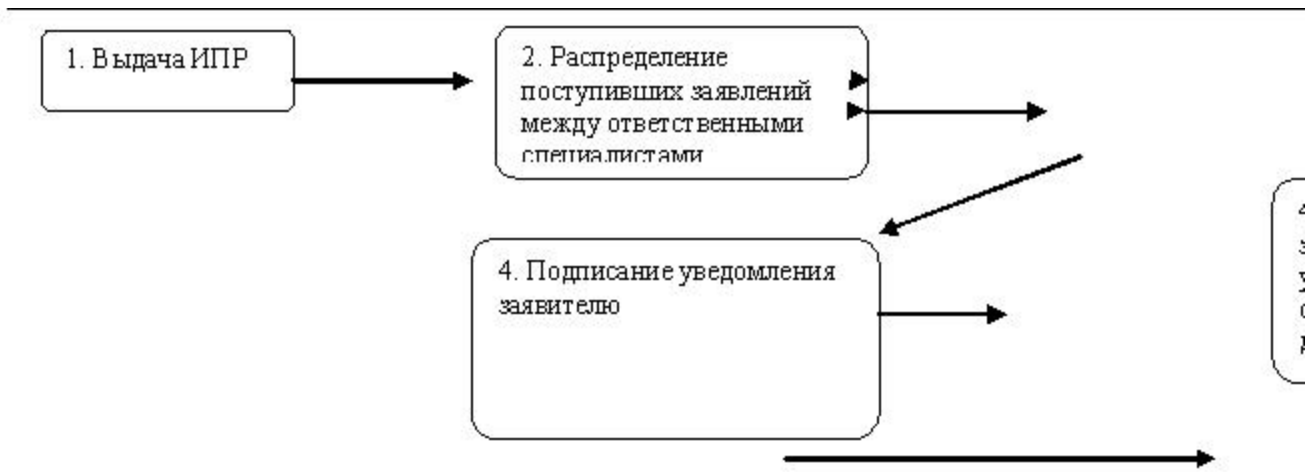 1. Выдача ИПР
2. Распределение
поступивших заявлений
между ответственными
специалистами
4. Подписание уведомления
заявителю